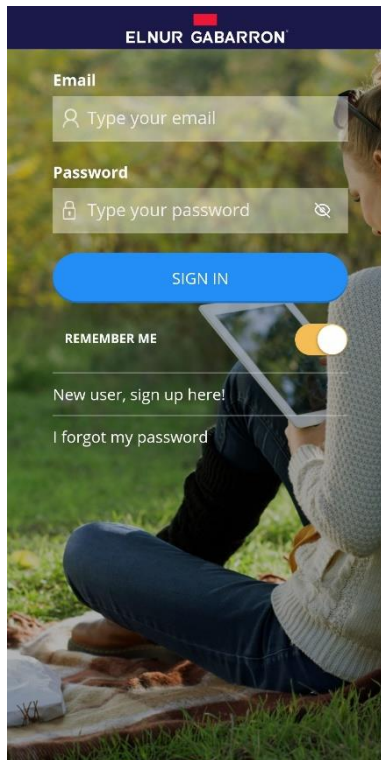 ELNUR GABARRON
Email
Type your email
Password
Type your password
SIGN IN
REMEMBER ME
New user, sign up here!
I forgot my password